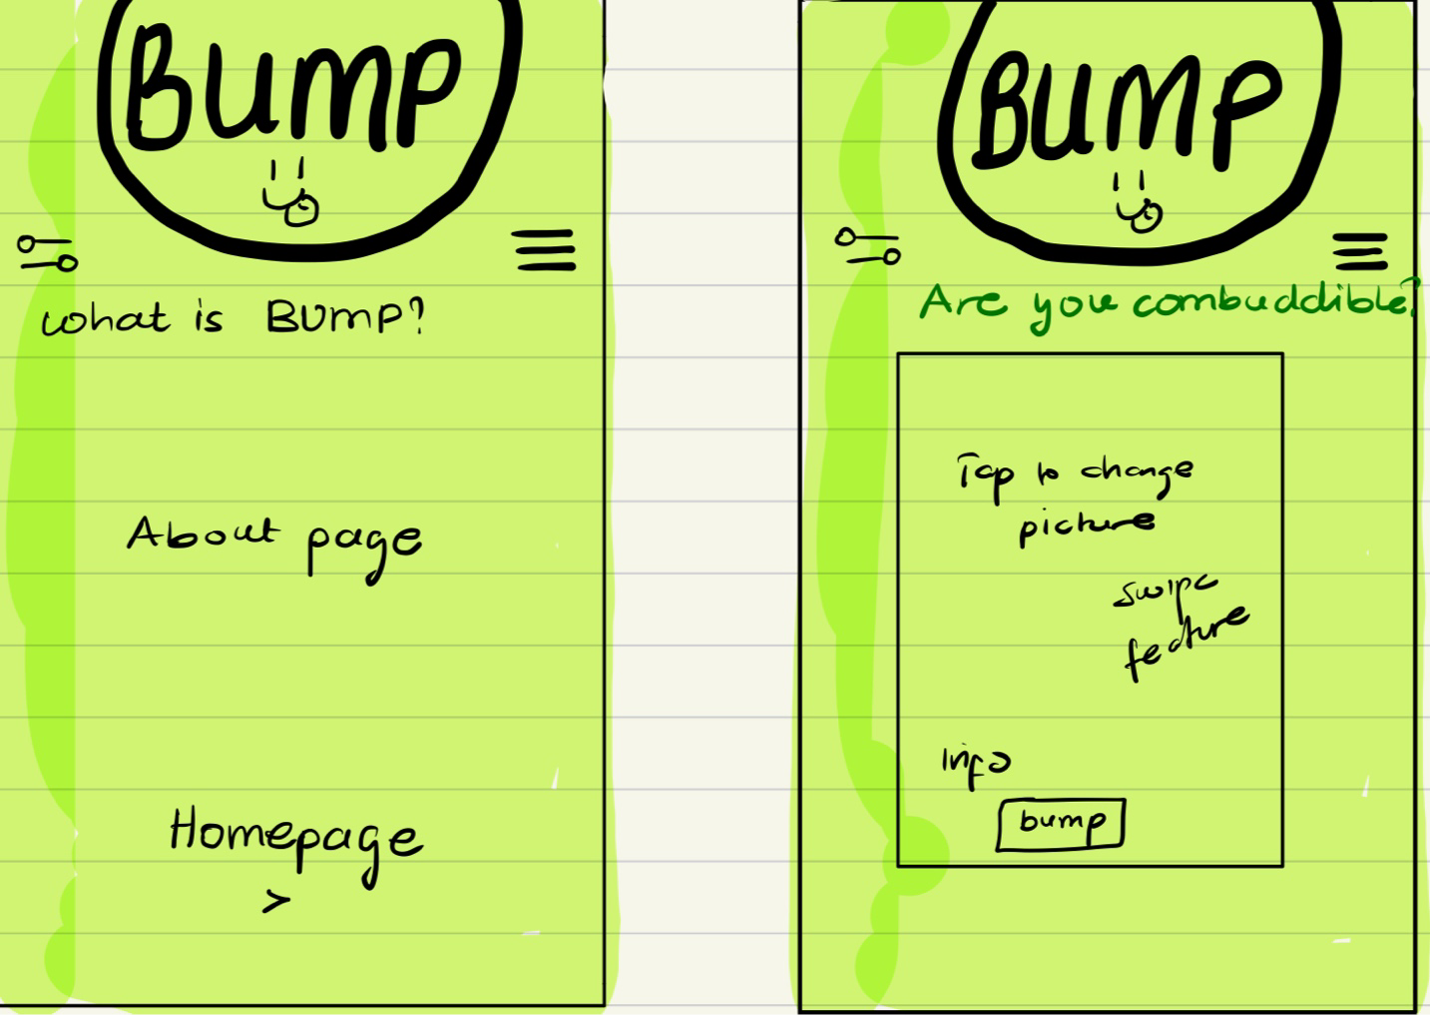 BUMP
what is BUMP?
About page
Homepage
>
BUMP
Are you combuddible?
Tap to change
picture
swipe
feature
Info
bump